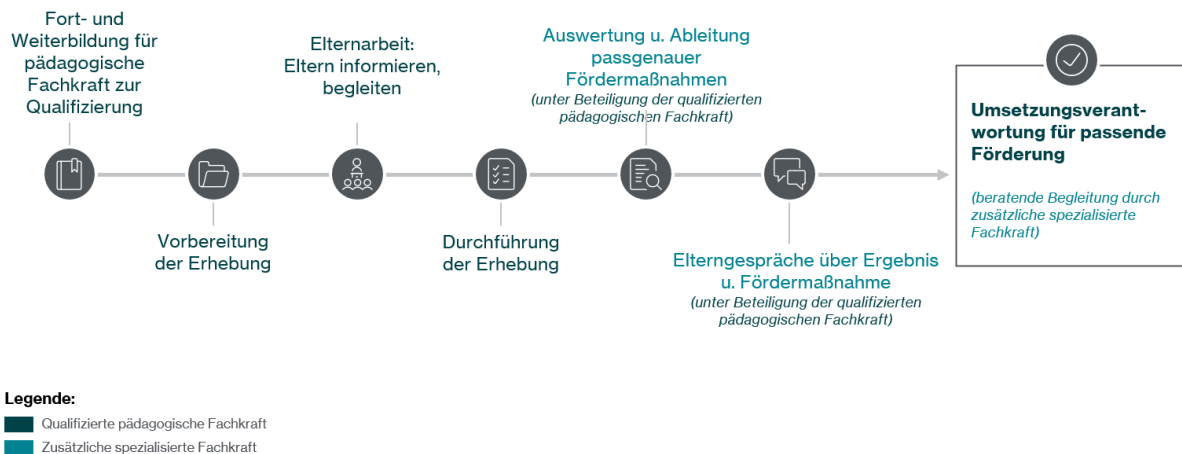 Fort- und
Weiterbildung für
pädagogische
Fachkraft zur
Qualifizierung
Vorbereitung
der Erhebung
Elternarbeit:
Eltern informieren,
begleiten
Durchführung
der Erhebung
Auswertung u. Ableitung
passgenauer
Fördermaßnahmen
(unter Beteiligung der qualifizierten
pädagogischen Fachkraft)
Elterngespräche über Ergebnis
u. Fördermaßnahme
(unter Beteiligung der qualifizierten
pädagogischen Fachkraft)
Umsetzungsverant-
wortung für passende
Förderung
(beratende Begleitung durch
zusätzliche spezialisierte
Fachkraft)
Legende:
Qualifizierte pädagogische Fachkraft
Zusätzliche spezialisierte Fachkraft